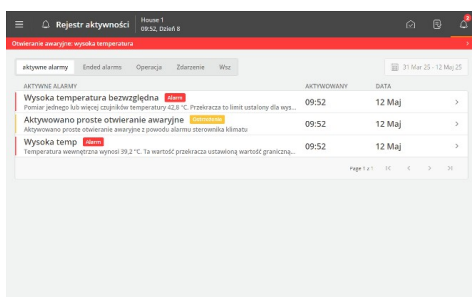 Rejestr aktywności
House 1
09:52, Dzień 8
Otwieranie awaryjne: wysoka temperatura
aktywne alarmy Ended alarms Operacja Zdarzenie Wsz
31 Mar 25 - 12 Maj 25
AKTYWNE ALARMY AKTYWOWANY DATA
Wysoka temperatura bezwzględna Alarm 09:52 12 Maj
Pomiar jednego lub więcej czujników temperatury 42,8 °C. Przekracza to limit ustalony dla wys...
Aktywowano proste otwieranie awaryjne 09:52 12 Maj
Aktywowano proste otwieranie awaryjne z powodu alarmu sterownika klimatu
Wysoka temp Alarm 09:52 12 Maj
Temperatura wewnętrzna wynosi 39,2 °C. Ta wartość przekracza ustawioną wartość graniczną...
Page 1 z 1